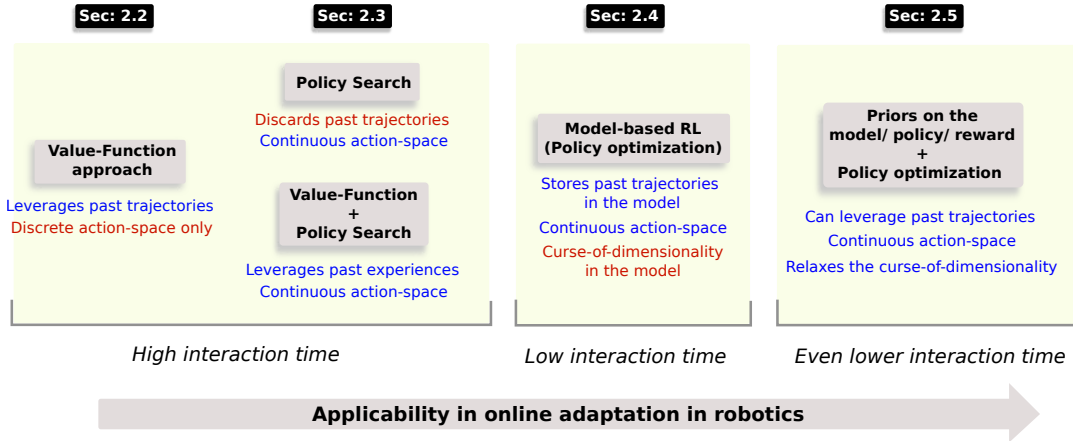 Sec: 2.2
Sec: 2.3
Sec: 2.4
Sec: 2.5
Value-Function
approach
Leverages past trajectories
Discrete action-space only
Policy Search
Discards past trajectories
Continuous action-space
Value-Function
+
Policy Search
Leverages past experiences
Continuous action-space
Model-based RL
(Policy optimization)
Stores past trajectories
in the model
Continuous action-space
Curse-of-dimensionality
in the model
Priors on the
model/ policy/ reward
+
Policy optimization
Can leverage past trajectories
Continuous action-space
Relaxes the curse-of-dimensionality
High interaction time
Low interaction time
Even lower interaction time
Applicability in online adaptation in robotics